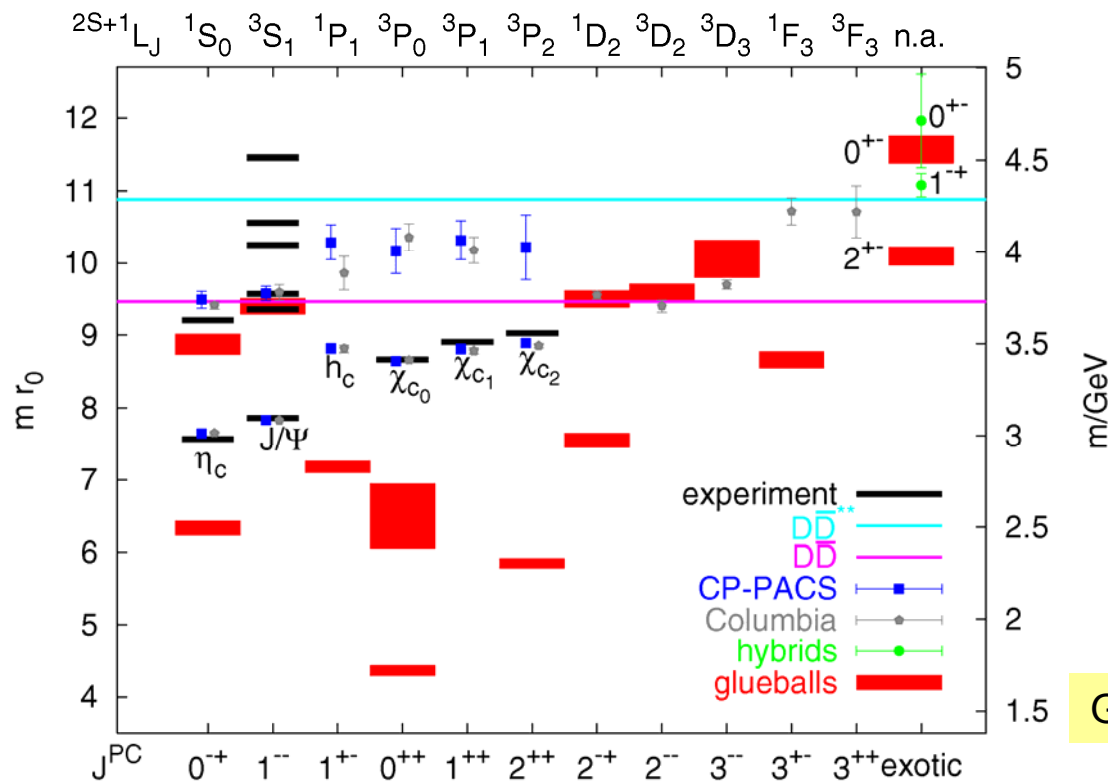 2S+1LJ 1S0 3S1 1P1 3P0 3P1 3P2 1D2 3D2 3D3 1F3 3F3 n.a.
12
11
10
9
8
7
6
5
4
m r0
5
4.5
4
3.5
3
2.5
2
1.5
m/GeV
0+-
0+-
1-+
2+-
hc
χc0
χc1
χc2
J/Ψ
ηc
experiment
DD̅**
DD̅
CP-PACS
Columbia
hybrids
glueballs
G
JPC 0-+ 1-- 1+- 0++ 1++ 2++ 2-+ 2-- 3-- 3+- 3++ exotic